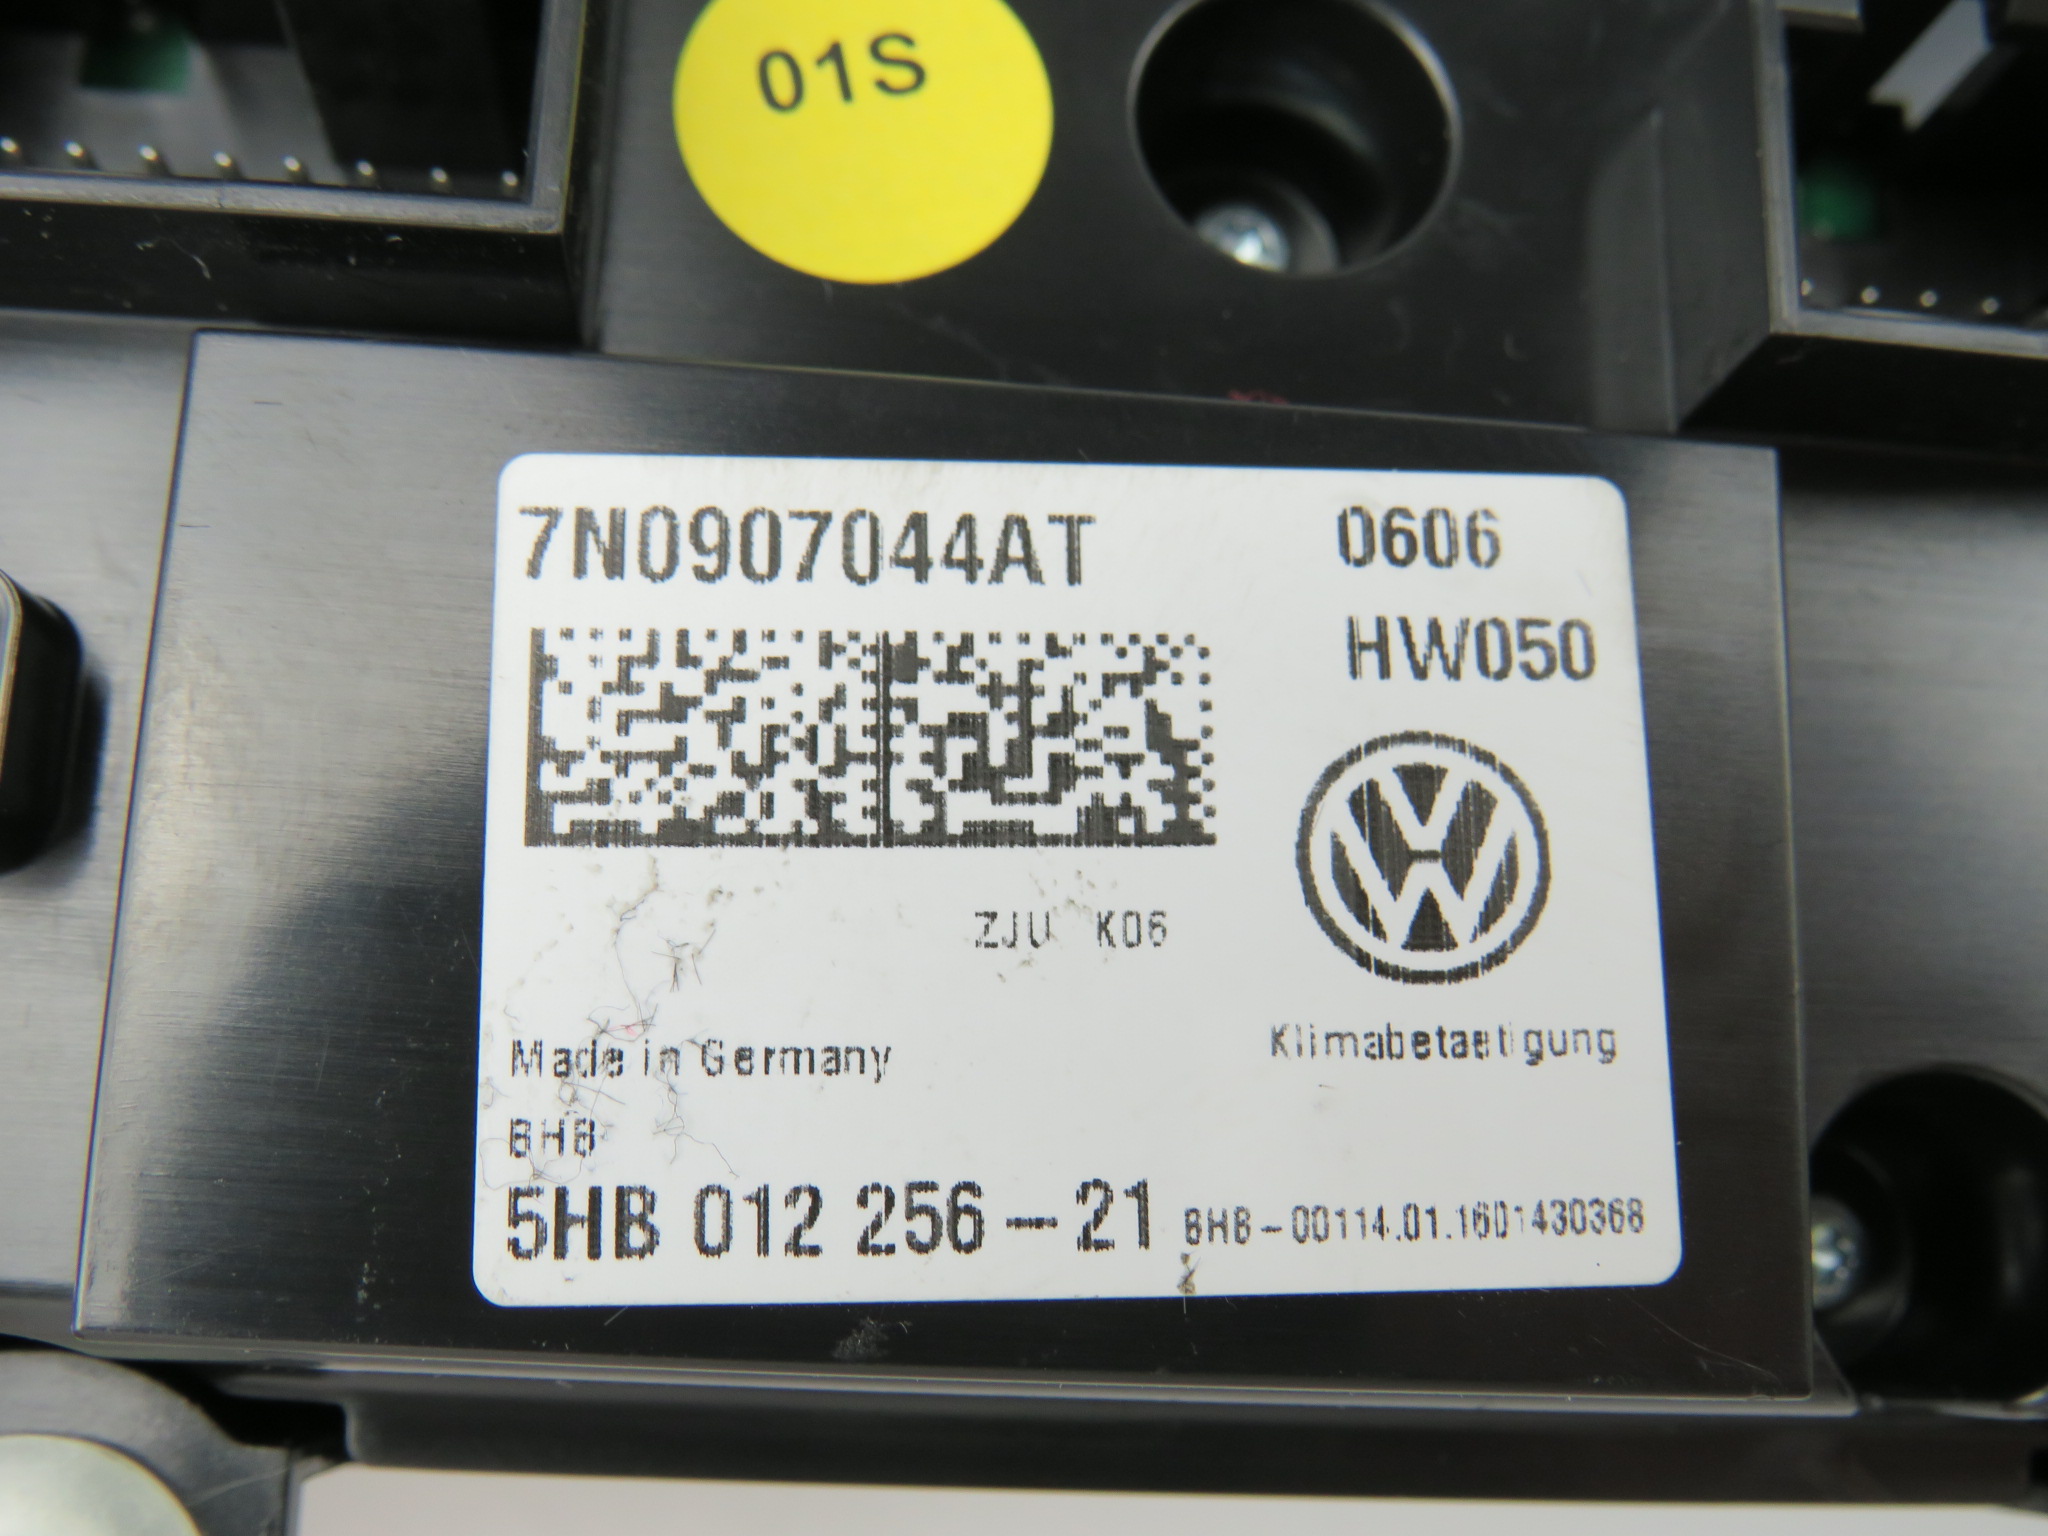 01S
7N0907044AT 0606
HW050
ZJU K06
Made in Germany Klimabetaetigung
BHB
5HB 012 256-21 BHB-00114.01.1601430368